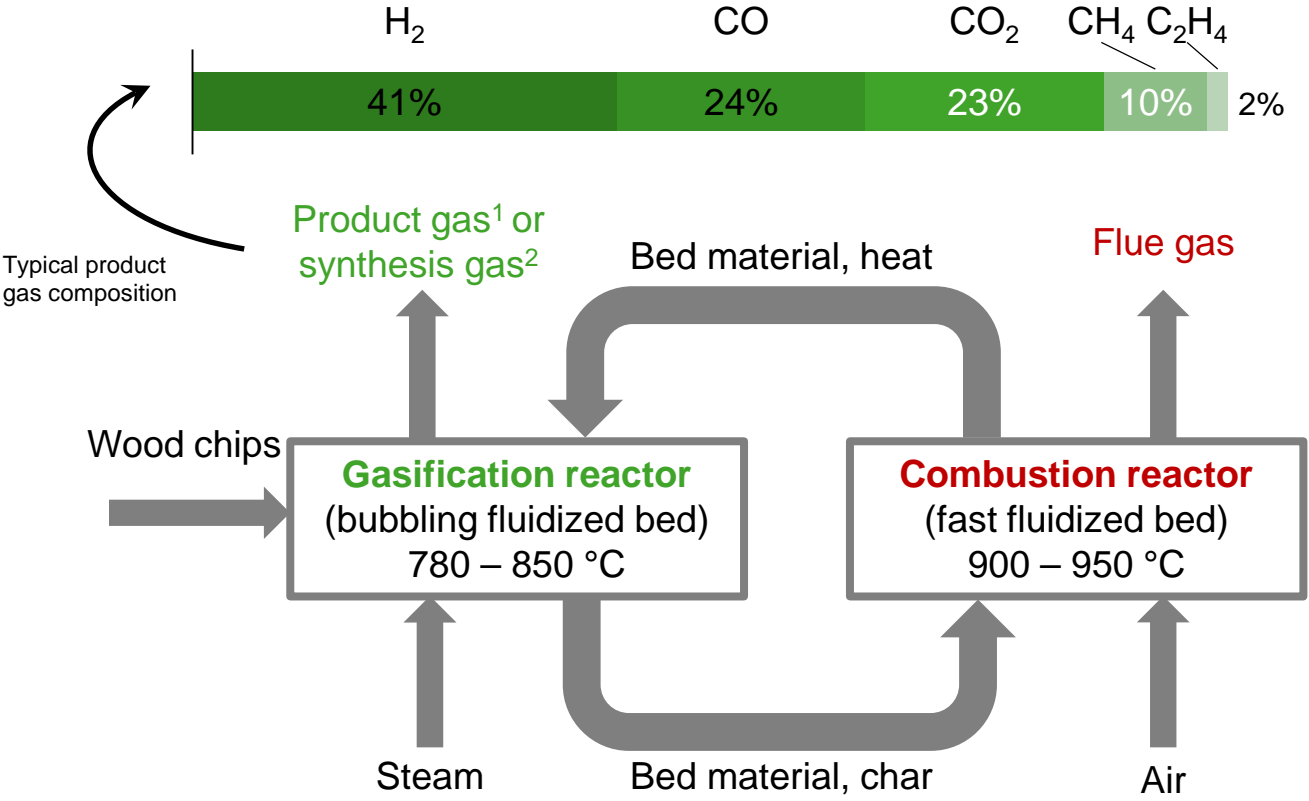 H₂ CO CO₂ CH₄ C₂H₄
41% 24% 23% 10% 2%
Product gas¹ or
synthesis gas²
Typical product
gas composition
Bed material, heat
Flue gas
Wood chips
Gasification reactor
(bubbling fluidized bed)
780 – 850 °C
Combustion reactor
(fast fluidized bed)
900 – 950 °C
Steam
Bed material, char
Air